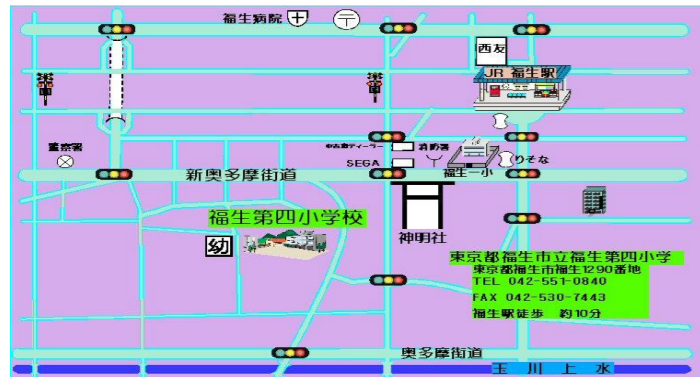 福生病院
西友
JR 福生駅
警察署
消防署
SEGA
りそな
福生一小
新奥多摩街道
福生第四小学校
幼
神明社
東京都福生市立福生第四小学
東京都福生市福生1290番地
TEL 042-551-0840
FAX 042-530-7443
福生駅徒歩 約10分
奥多摩街道
玉川上水